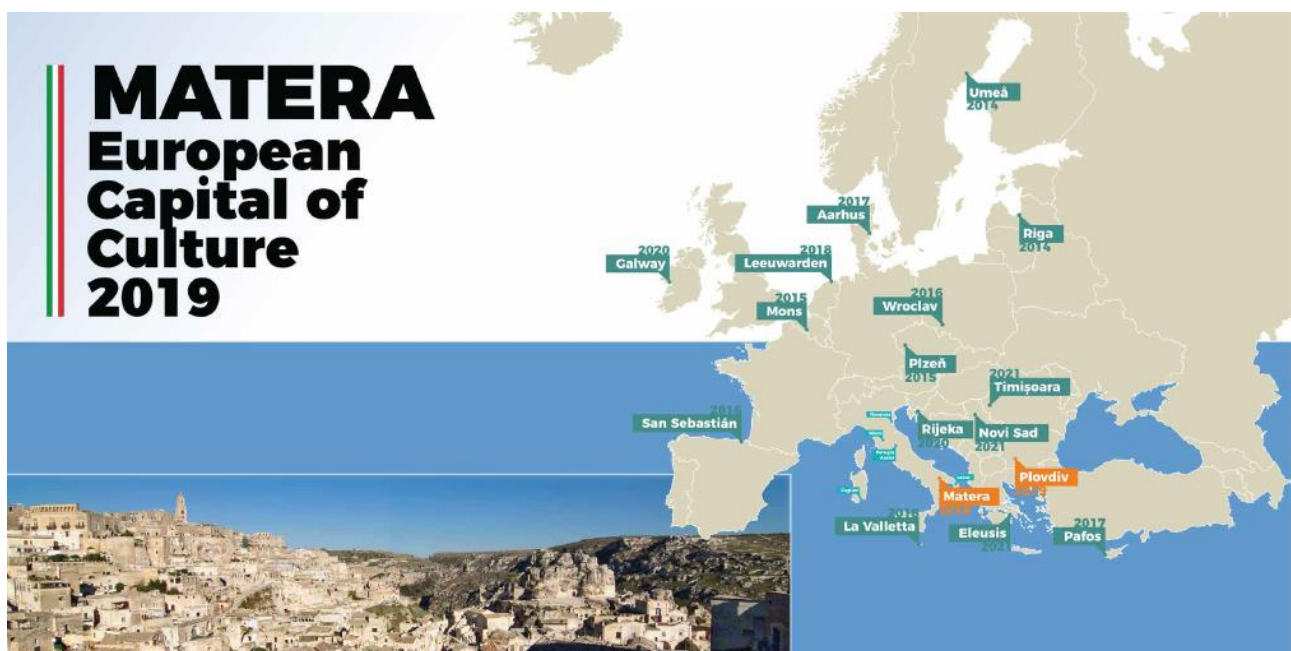 MATERA
European
Capital of
Culture
2019
Umeå
2014
2017
Aarhus
Riga
2014
2020
Galway
2018
Leeuwarden
2015
Mons
2016
Wroclaw
Plzeň
2015
2021
Timișoara
San Sebastián
Rijeka
2020
Novi Sad
2021
Plovdiv
Matera
La Valletta
Eleusis
2021
2017
Pafos